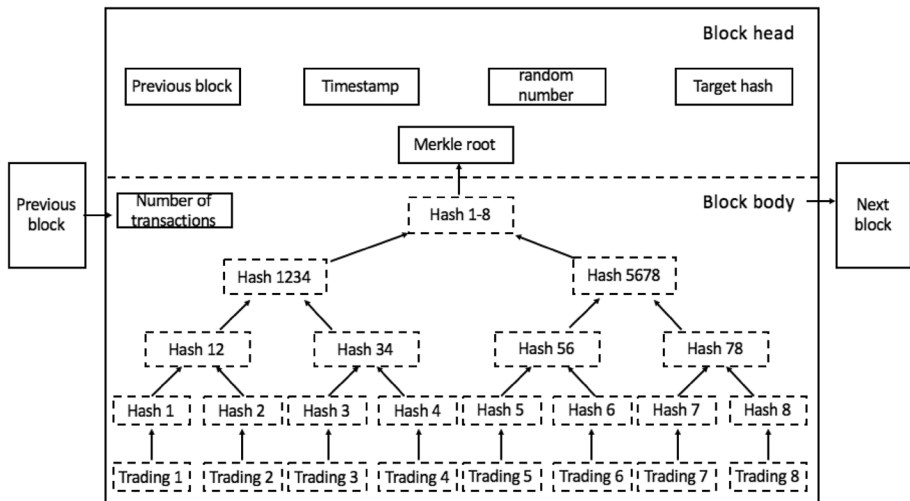 Block head
Previous block
Timestamp
random
number
Target hash
Merkle root
Previous
block
Number of
transactions
Hash 1-8
Block body
Next
block
Hash 1234
Hash 5678
Hash 12
Hash 34
Hash 56
Hash 78
Hash 1
Hash 2
Hash 3
Hash 4
Hash 5
Hash 6
Hash 7
Hash 8
Trading 1
Trading 2
Trading 3
Trading 4
Trading 5
Trading 6
Trading 7
Trading 8